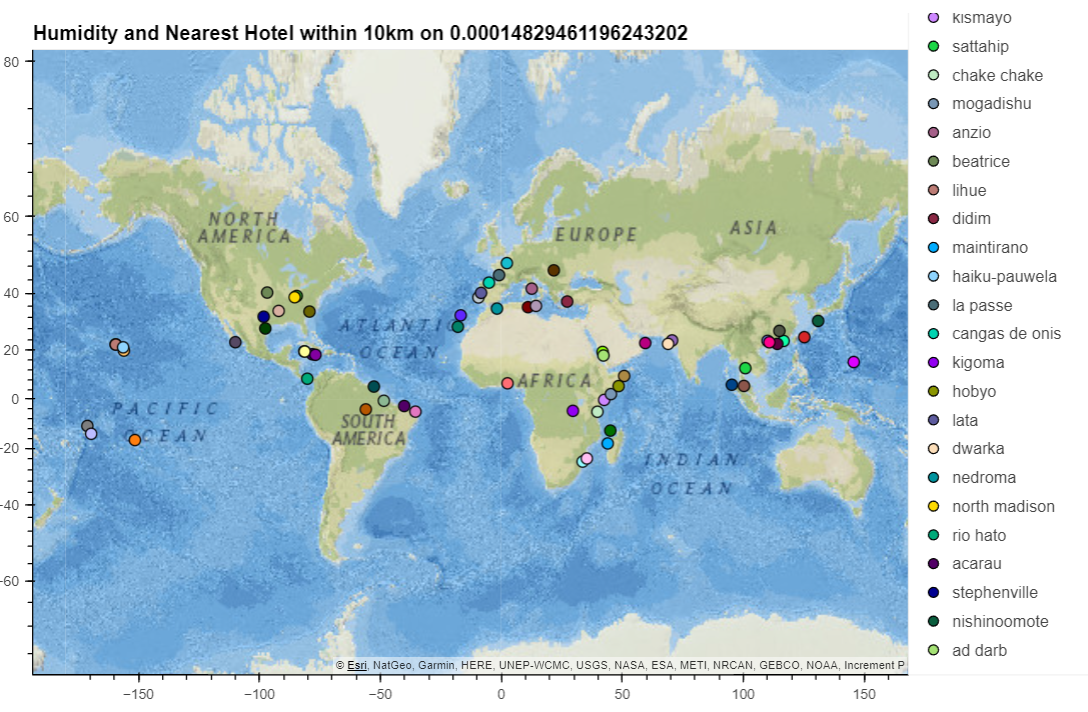 Humidity and Nearest Hotel within 10km on 0.00014829461196243202
80
60
40
20
0
-20
-40
-60
−150
−100
−50
0
50
100
150
NORTH
AMERICA
EUROPE
ASIA
ATLANTIC
OCEAN
AFRICA
PACIFIC
OCEAN
SOUTH
AMERICA
INDIAN
OCEAN
© Esri, NatGeo, Garmin, HERE, UNEP-WCMC, USGS, NASA, ESA, METI, NRCAN, GEBCO, NOAA, Increment P
kismayo
sattahip
chake chake
mogadishu
anzio
beatrice
lihue
didim
maintirano
haiku-pauwela
la passe
cangas de onis
kigoma
hobyo
lata
dwarka
nedroma
north madison
rio hato
acarau
stephenville
nishinoomote
ad darb